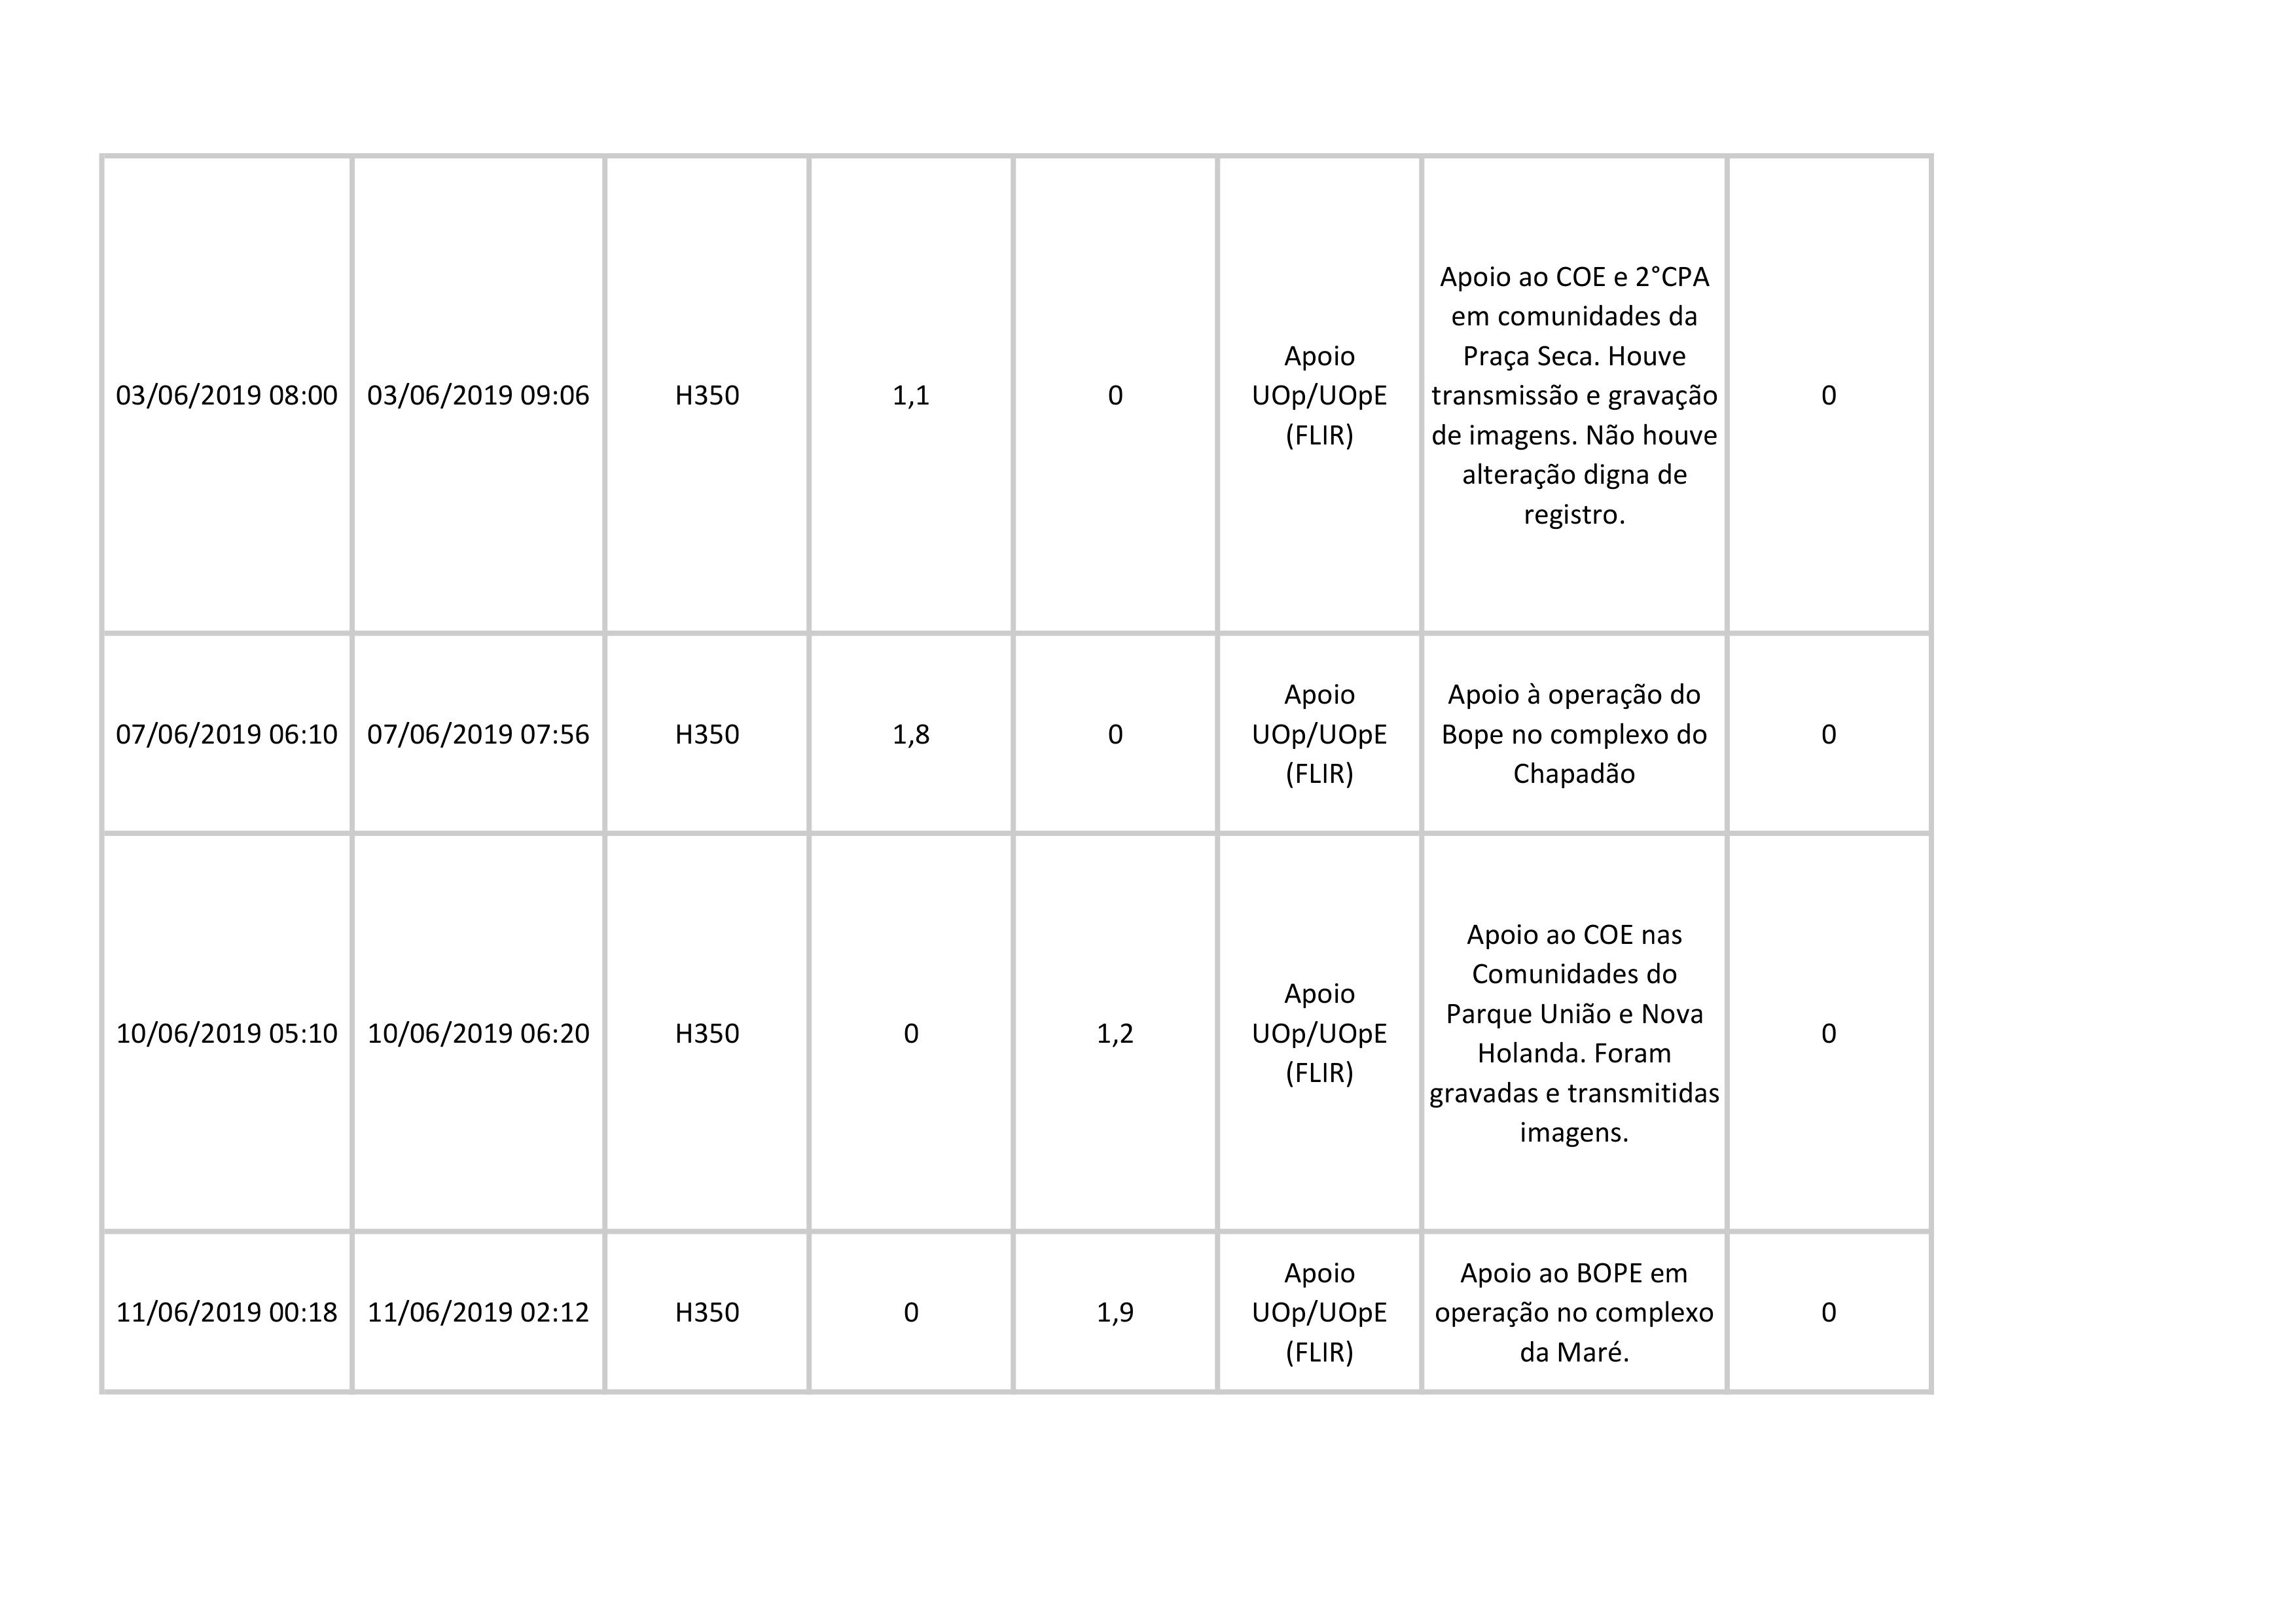 03/06/2019 08:00
03/06/2019 09:06
H350
1,1
0
Apoio
UOp/UOpE
(FLIR)
Apoio ao COE e 2°CPA
em comunidades da
Praça Seca. Houve
transmissão e gravação
de imagens. Não houve
alteração digna de
registro.
0
07/06/2019 06:10
07/06/2019 07:56
H350
1,8
0
Apoio
UOp/UOpE
(FLIR)
Apoio à operação do
Bope no complexo do
Chapadão
0
10/06/2019 05:10
10/06/2019 06:20
H350
0
1,2
Apoio
UOp/UOpE
(FLIR)
Apoio ao COE nas
Comunidades do
Parque União e Nova
Holanda. Foram
gravadas e transmitidas
imagens.
0
11/06/2019 00:18
11/06/2019 02:12
H350
0
1,9
Apoio
UOp/UOpE
(FLIR)
Apoio ao BOPE em
operação no complexo
da Maré.
0